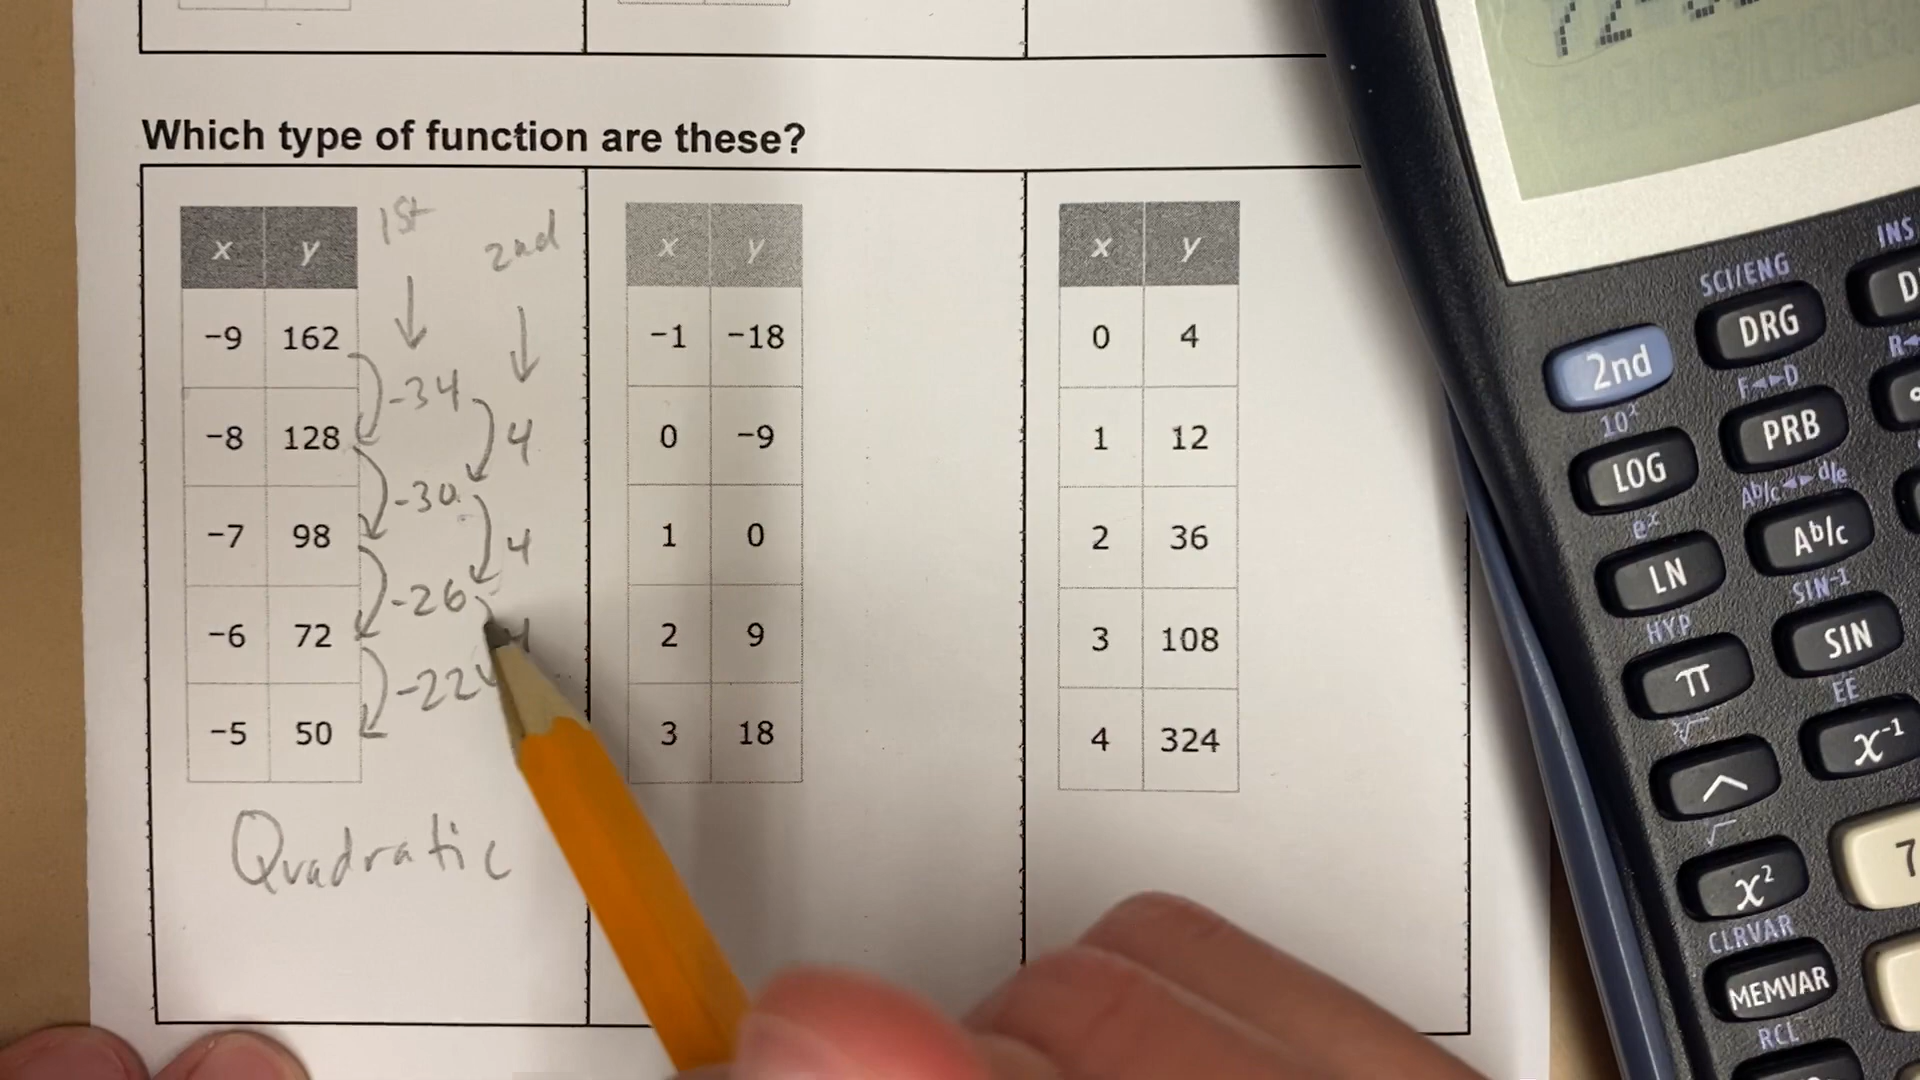 Which type of function are these?
x y
-9 162
-8 128
-7 98
-6 72
-5 50
1st
2nd
-34
-30
-26
-22
4
4
4
Quadratic
x y
-1 -18
0 -9
1 0
2 9
3 18
x y
0 4
1 12
2 36
3 108
4 324
72
SCI/ENG
INS
2nd
DRG
D
10ˣ
F◄►D
R◄
LOG
PRB
eˣ
Ab/c◄►d/e
LN
Ab/c
HYP
SIN⁻¹
π
SIN
EE
^
x⁻¹
√
x²
7
CLRVAR
MEMVAR
RCL